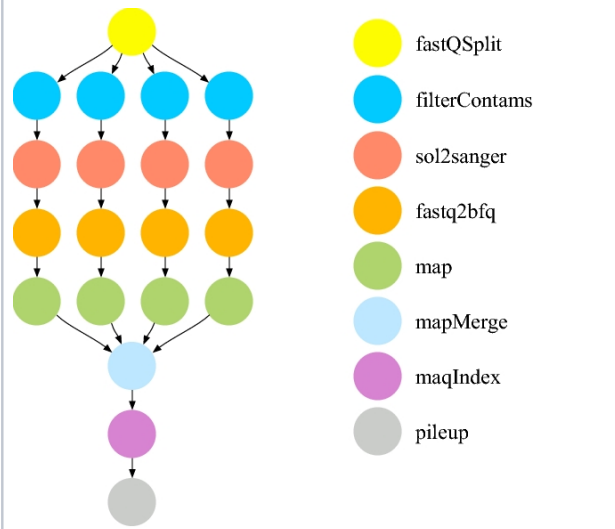 fastQSplit
filterContams
sol2sanger
fastq2bfq
map
mapMerge
maqIndex
pileup